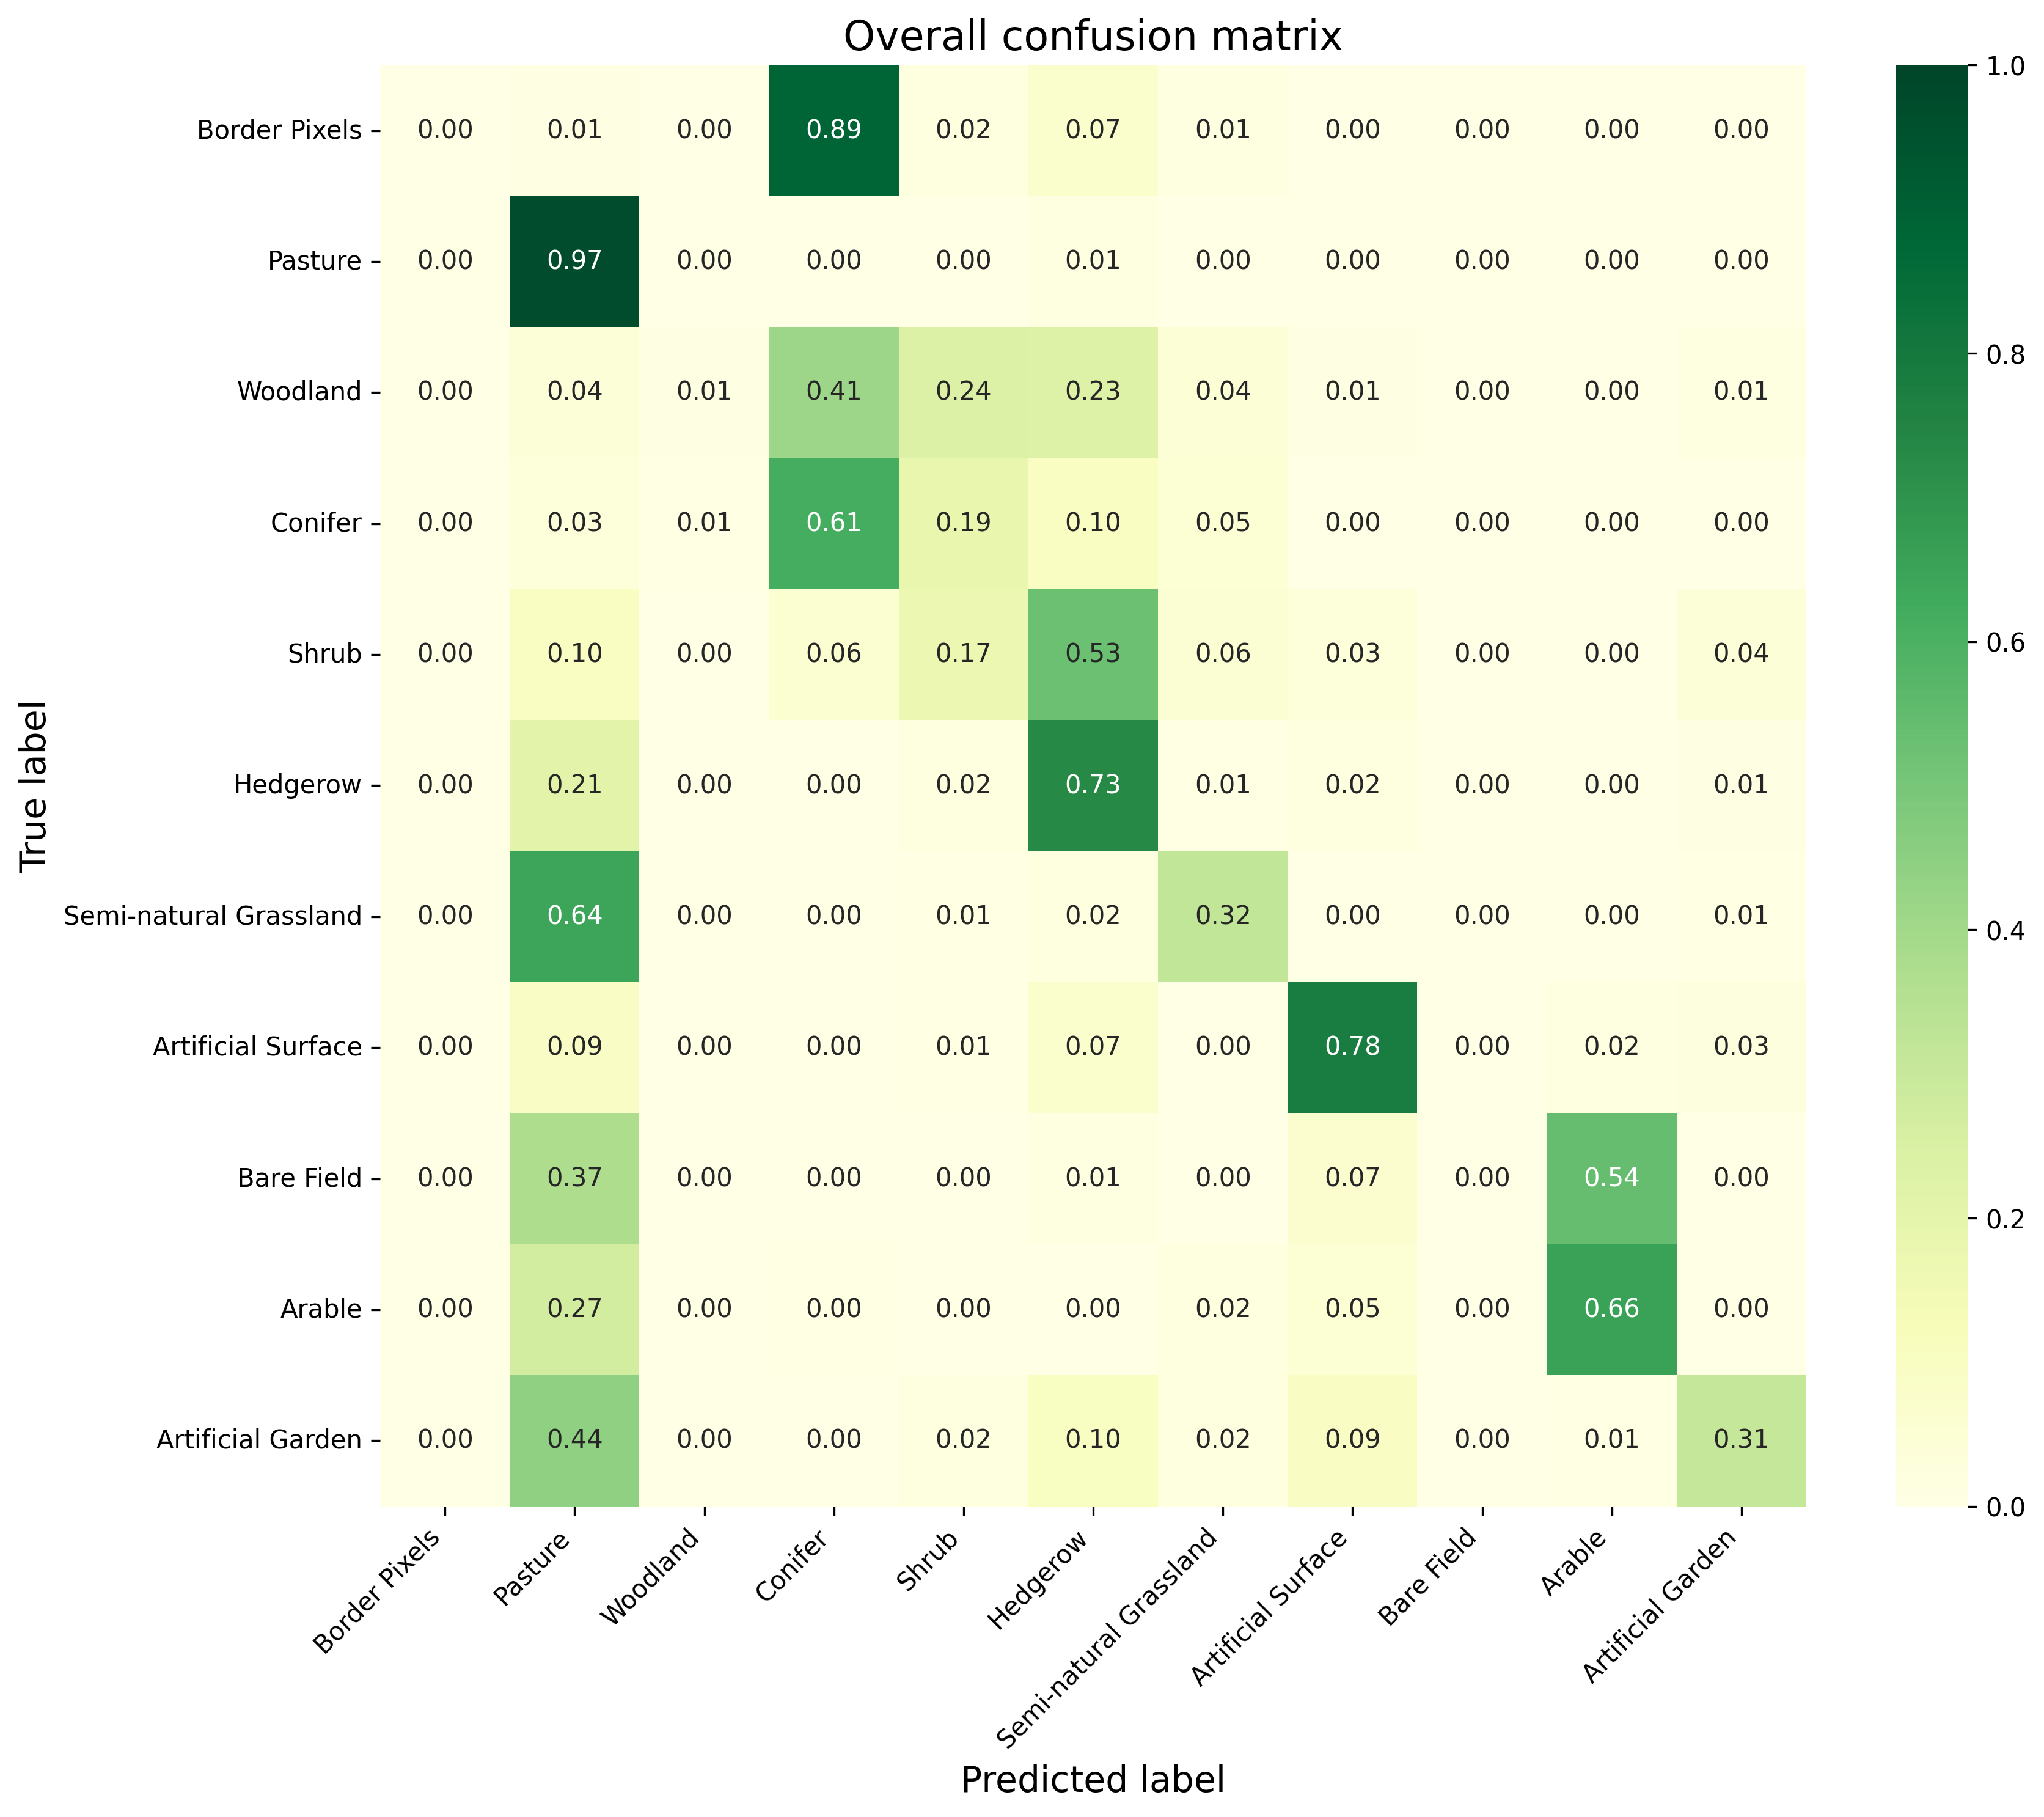 Overall confusion matrix
True label
Border Pixels 0.00 0.01 0.00 0.89 0.02 0.07 0.01 0.00 0.00 0.00 0.00
Pasture 0.00 0.97 0.00 0.00 0.00 0.01 0.00 0.00 0.00 0.00 0.00
Woodland 0.00 0.04 0.01 0.41 0.24 0.23 0.04 0.01 0.00 0.00 0.01
Conifer 0.00 0.03 0.01 0.61 0.19 0.10 0.05 0.00 0.00 0.00 0.00
Shrub 0.00 0.10 0.00 0.06 0.17 0.53 0.06 0.03 0.00 0.00 0.04
Hedgerow 0.00 0.21 0.00 0.00 0.02 0.73 0.01 0.02 0.00 0.00 0.01
Semi-natural Grassland 0.00 0.64 0.00 0.00 0.01 0.02 0.32 0.00 0.00 0.00 0.01
Artificial Surface 0.00 0.09 0.00 0.00 0.01 0.07 0.00 0.78 0.00 0.02 0.03
Bare Field 0.00 0.37 0.00 0.00 0.00 0.01 0.00 0.07 0.00 0.54 0.00
Arable 0.00 0.27 0.00 0.00 0.00 0.00 0.02 0.05 0.00 0.66 0.00
Artificial Garden 0.00 0.44 0.00 0.00 0.02 0.10 0.02 0.09 0.00 0.01 0.31
Border Pixels
Pasture
Woodland
Conifer
Shrub
Hedgerow
Semi-natural Grassland
Artificial Surface
Bare Field
Arable
Artificial Garden
Predicted label
1.0
0.8
0.6
0.4
0.2
0.0